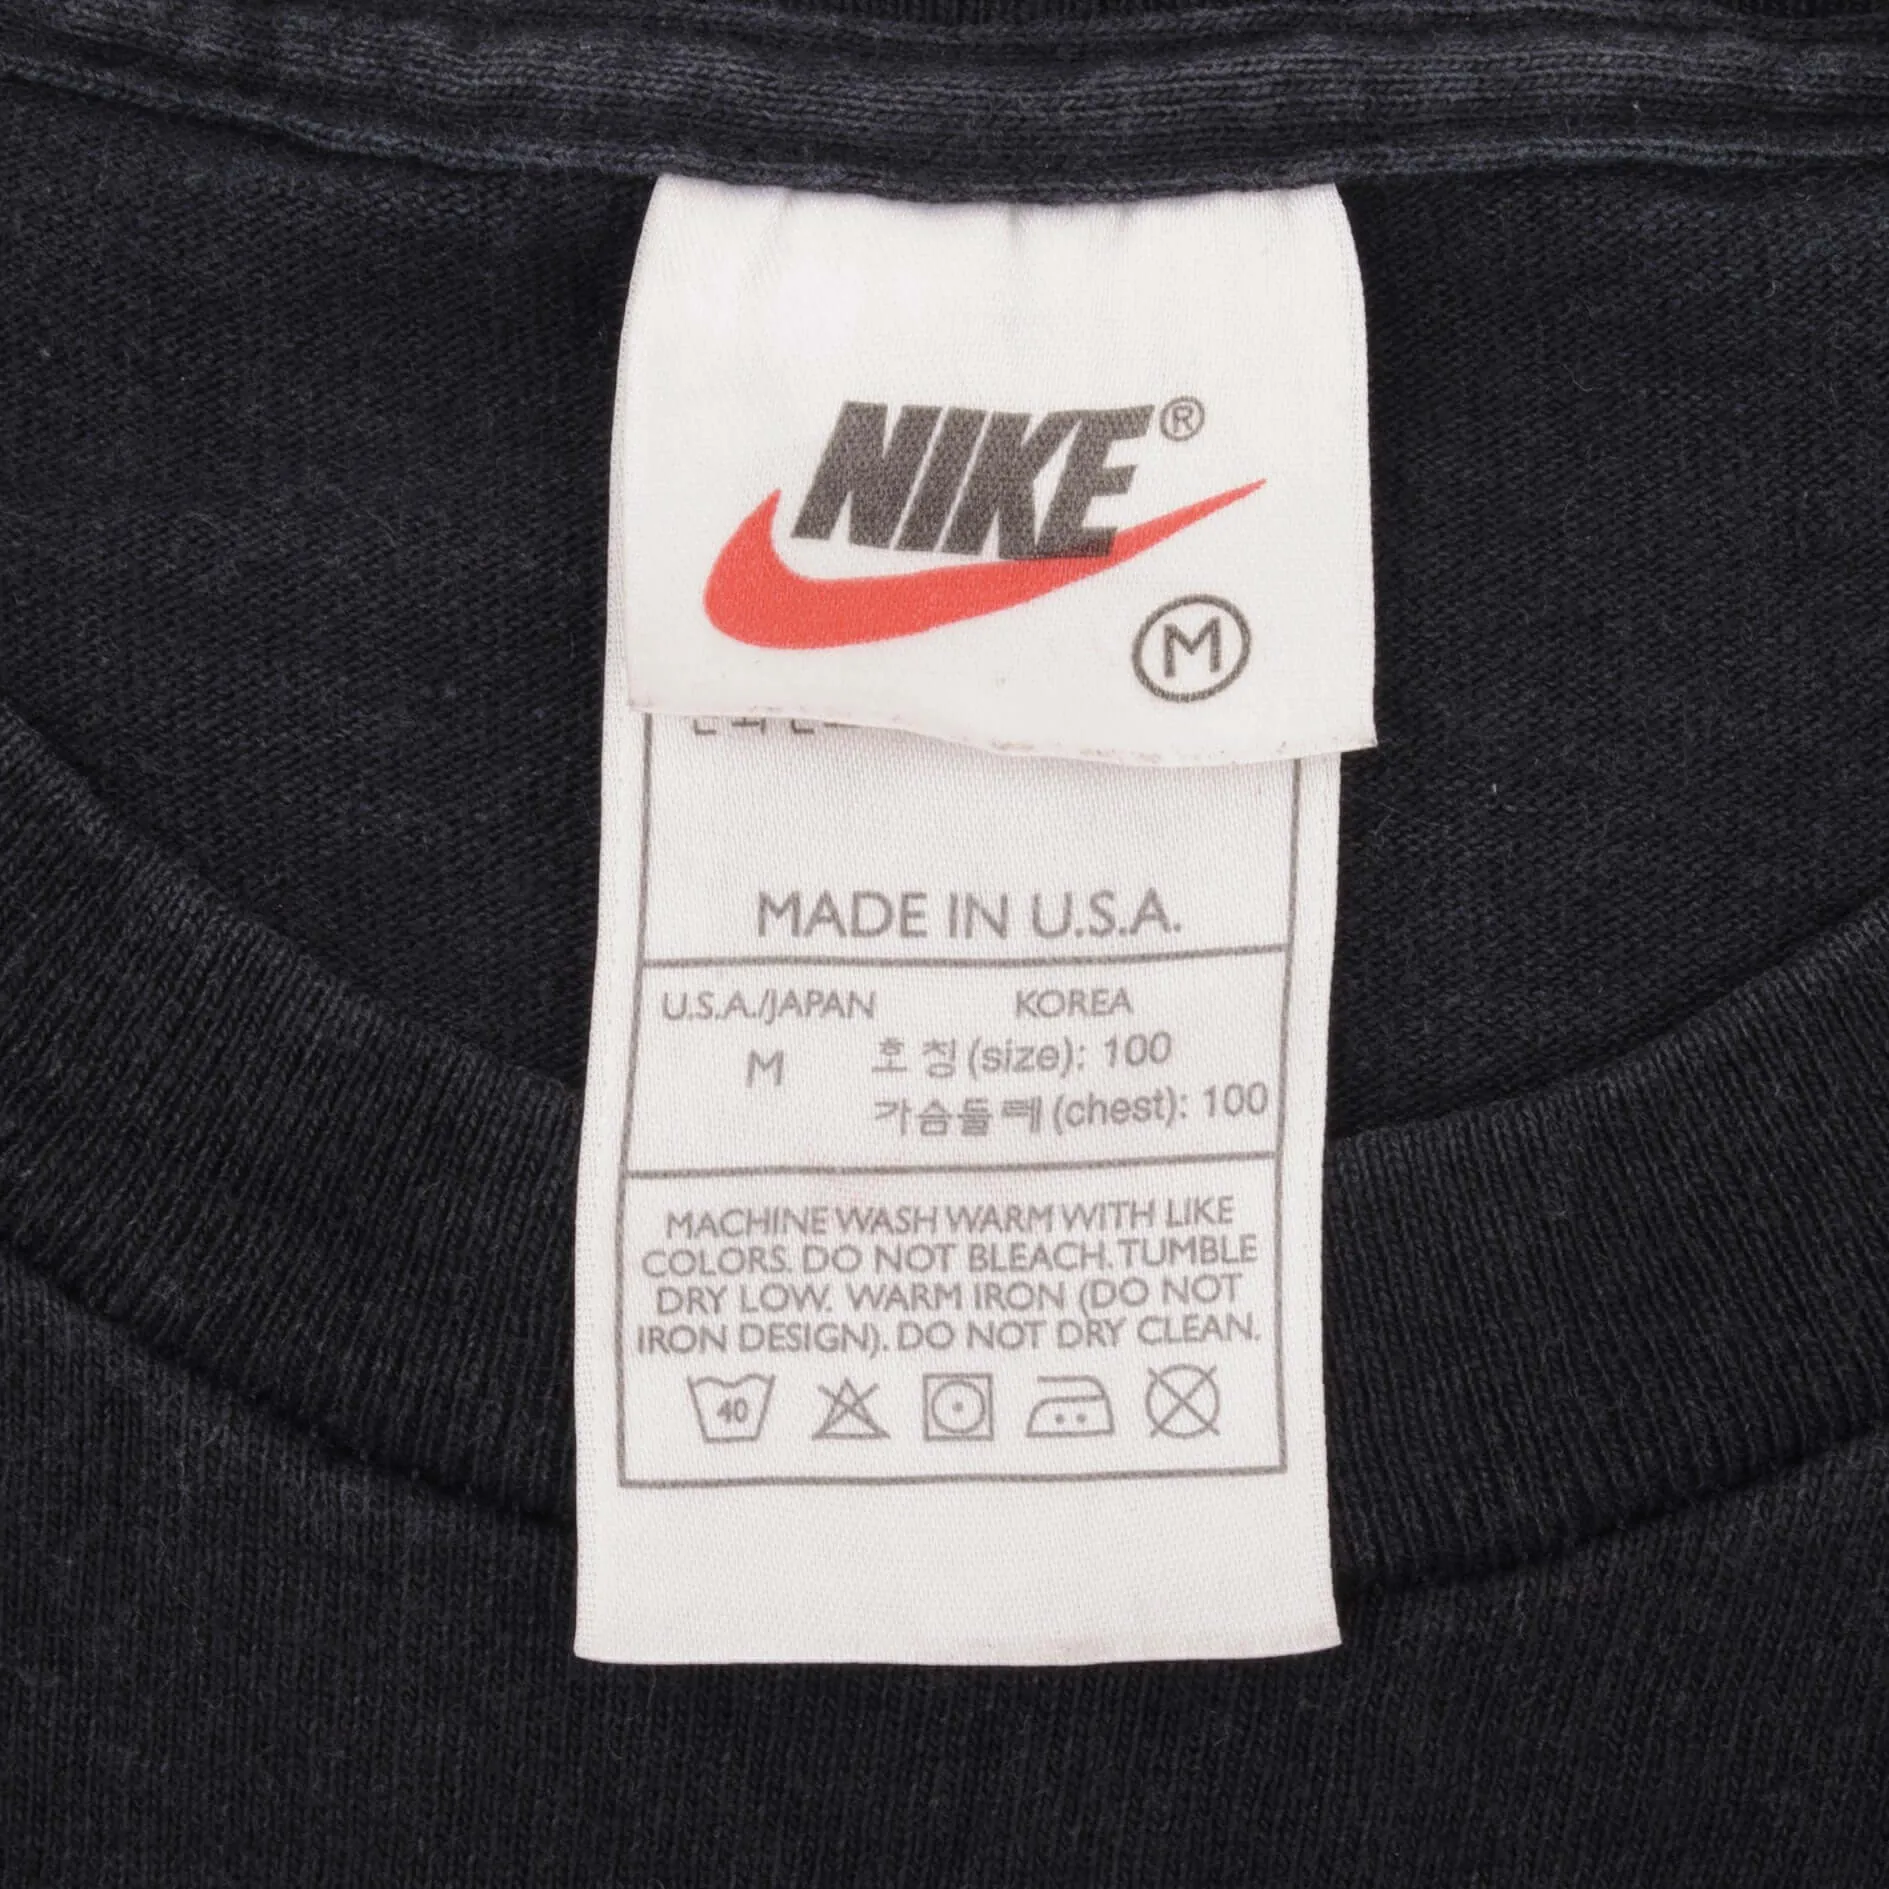 NIKE®
M
MADE IN U.S.A.
U.S.A./JAPAN KOREA
M 호칭 (size): 100
가슴둘레 (chest): 100
MACHINE WASH WARM WITH LIKE
COLORS. DO NOT BLEACH. TUMBLE
DRY LOW. WARM IRON (DO NOT
IRON DESIGN). DO NOT DRY CLEAN.
40